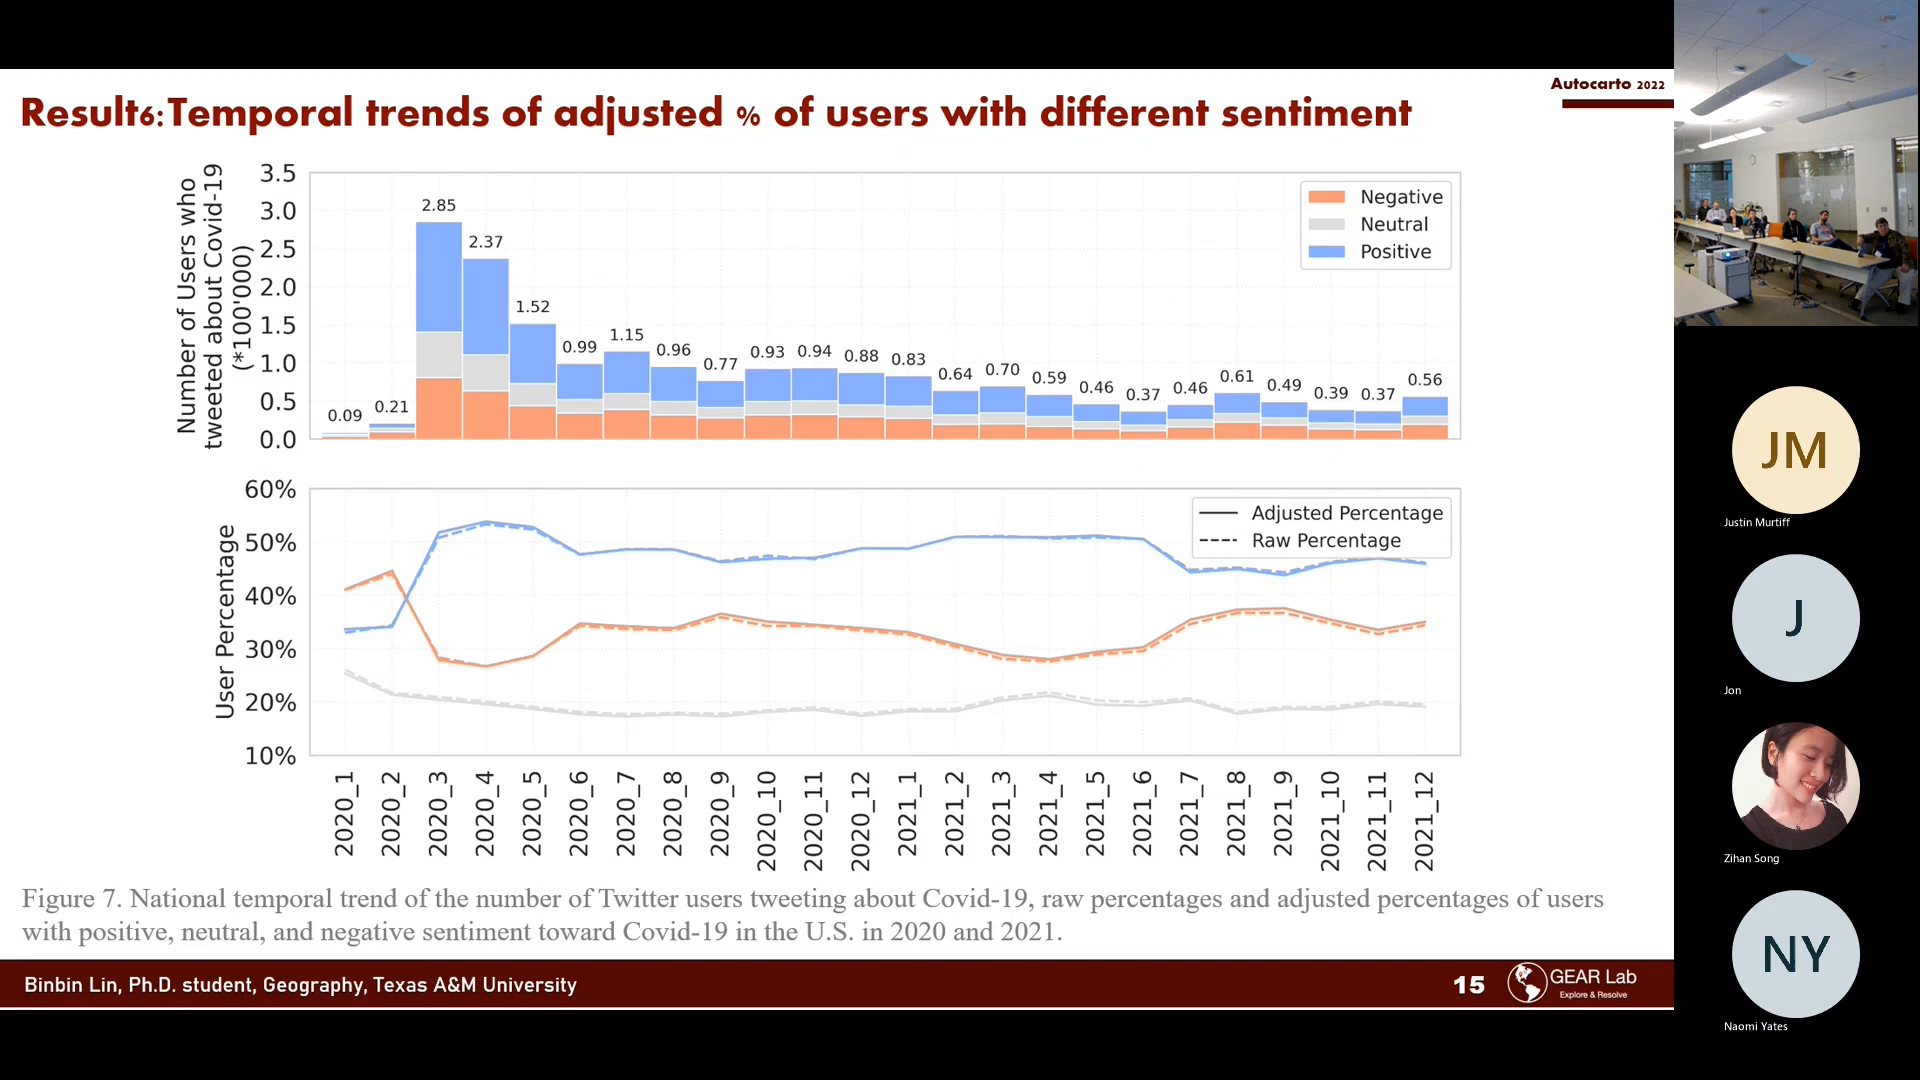 Autocarto 2022
Result6:Temporal trends of adjusted % of users with different sentiment
Number of Users who
tweeted about Covid-19
(*100'000)
3.5
3.0
2.5
2.0
1.5
1.0
0.5
0.0
0.09
0.21
2.85
2.37
1.52
0.99
1.15
0.96
0.77
0.93
0.94
0.88
0.83
0.64
0.70
0.59
0.46
0.37
0.46
0.61
0.49
0.39
0.37
0.56
Negative
Neutral
Positive
User Percentage
60%
50%
40%
30%
20%
10%
Adjusted Percentage
Raw Percentage
2020_1
2020_2
2020_3
2020_4
2020_5
2020_6
2020_7
2020_8
2020_9
2020_10
2020_11
2020_12
2021_1
2021_2
2021_3
2021_4
2021_5
2021_6
2021_7
2021_8
2021_9
2021_10
2021_11
2021_12
Figure 7. National temporal trend of the number of Twitter users tweeting about Covid-19, raw percentages and adjusted percentages of users
with positive, neutral, and negative sentiment toward Covid-19 in the U.S. in 2020 and 2021.
Binbin Lin, Ph.D. student, Geography, Texas A&M University
15
GEAR Lab
Explore & Resolve
JM
Justin Murtiff
J
Jon
Zihan Song
NY
Naomi Yates